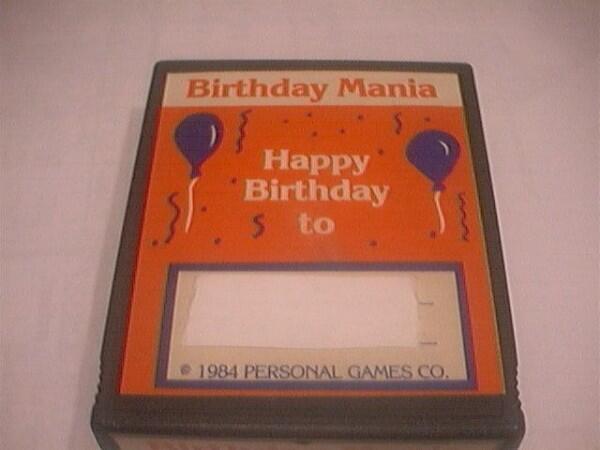 Birthday Mania
Happy
Birthday
to
© 1984 PERSONAL GAMES CO.